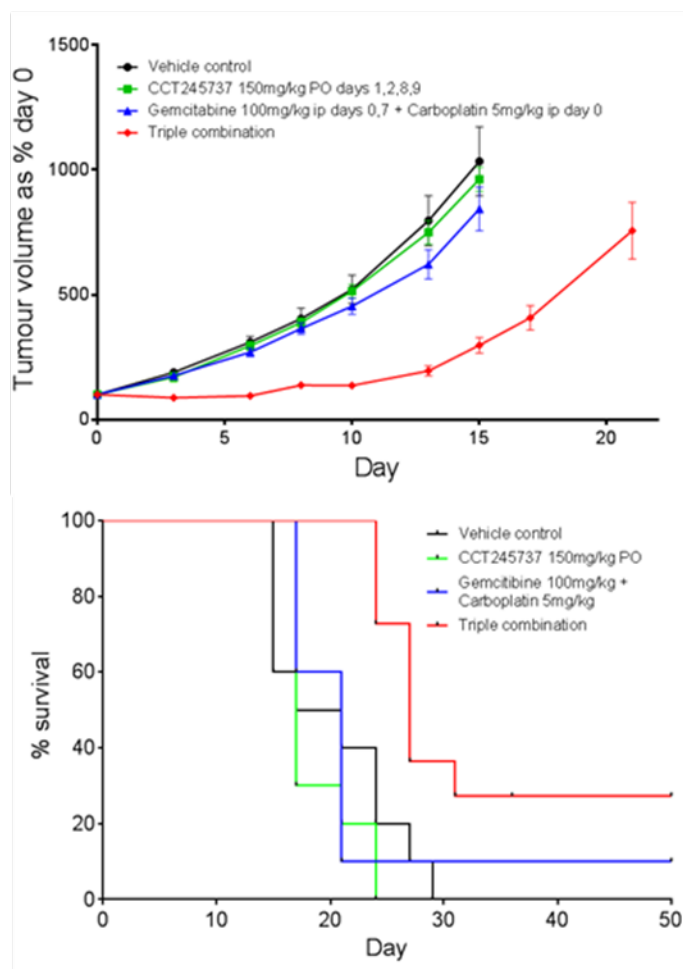 1500
1000
500
0
Tumour volume as % day 0
Vehicle control
CCT245737 150mg/kg PO days 1,2,8,9
Gemcitabine 100mg/kg ip days 0,7 + Carboplatin 5mg/kg ip day 0
Triple combination
0 5 10 15 20
Day
100
80
60
40
20
0
% survival
Vehicle control
CCT245737 150mg/kg PO
Gemcitibine 100mg/kg +
Carboplatin 5mg/kg
Triple combination
0 10 20 30 40 50
Day